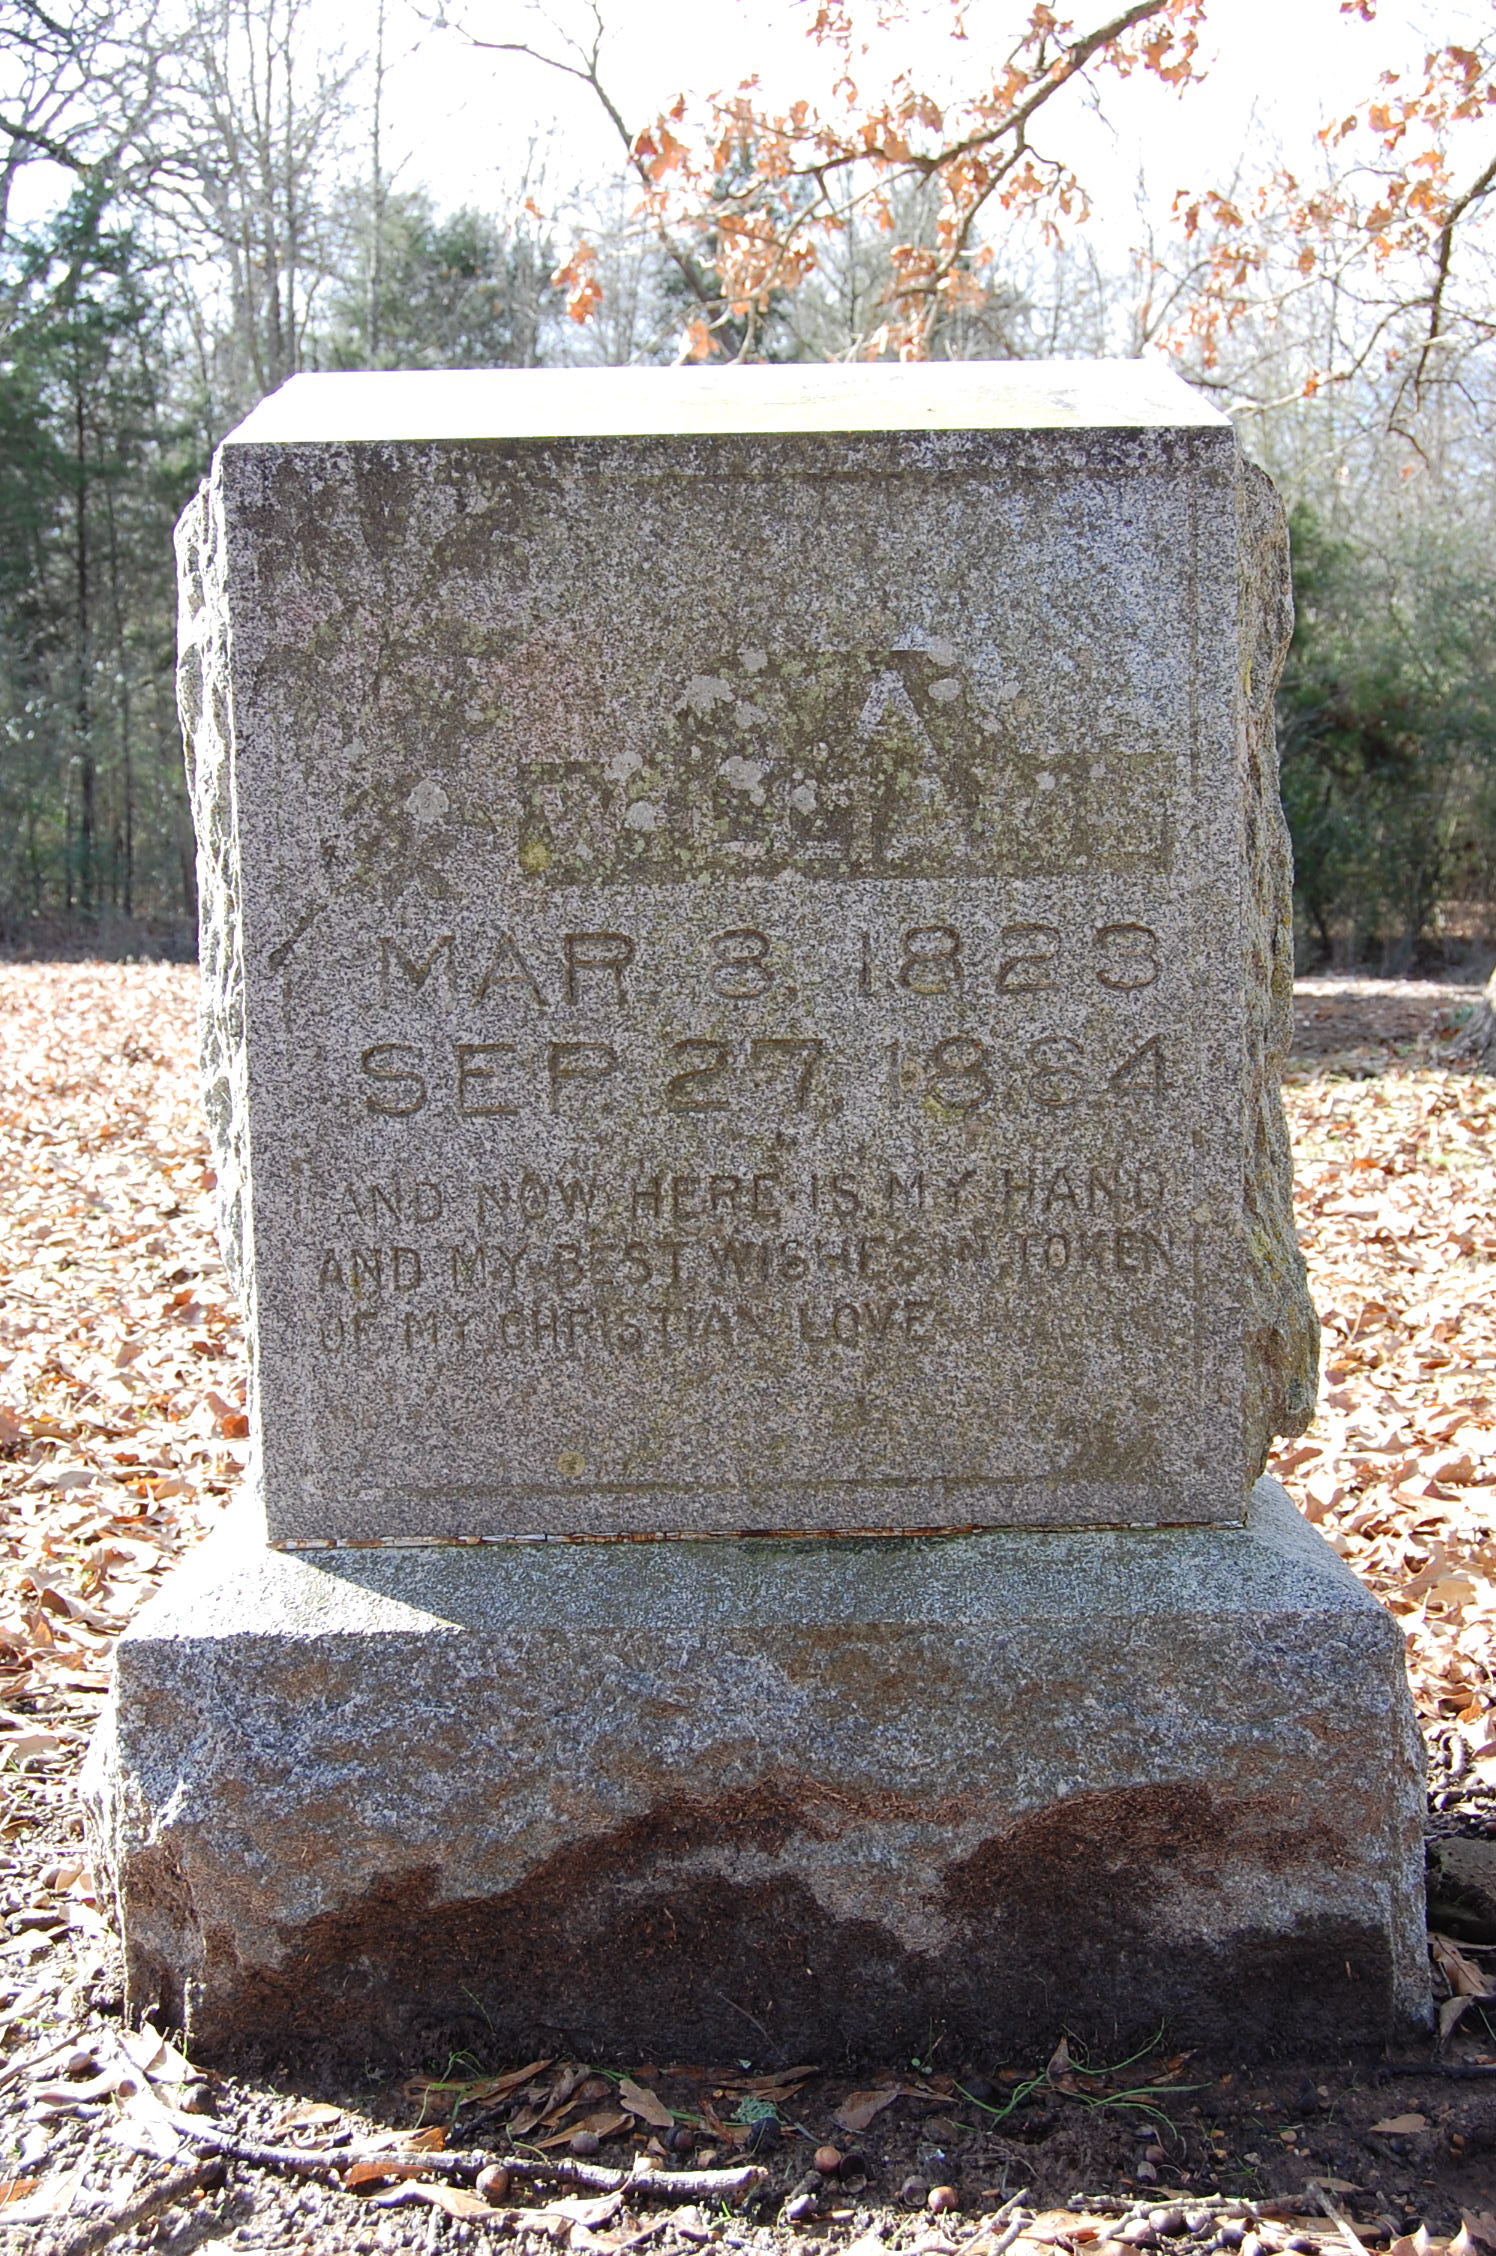 MAR. 3, 1823
SEP. 27, 1884
AND NOW HERE IS MY HAND
AND MY BEST WISHES IN TOKEN
OF MY CHRISTIAN LOVE